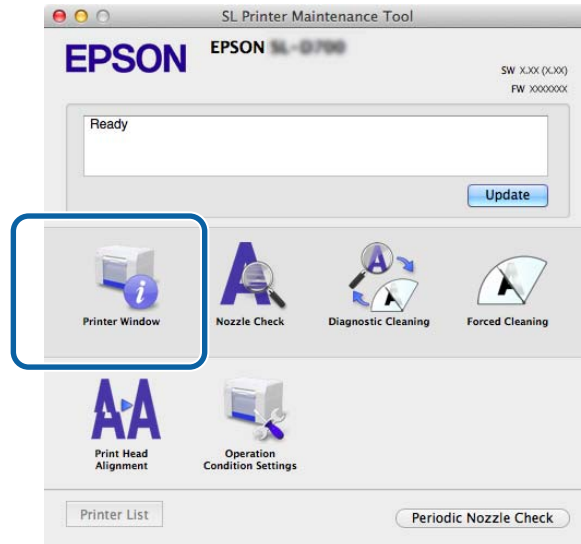 SL Printer Maintenance Tool
EPSON
EPSON
SW X.XX (X.XX)
FW XXXXXXX
Ready
Update
Printer Window
Nozzle Check
Diagnostic Cleaning
Forced Cleaning
Print Head
Alignment
Operation
Condition Settings
Printer List
Periodic Nozzle Check